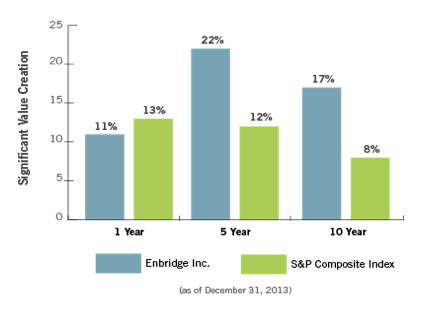 25
20
15
10
5
0
Significant Value Creation
11%
13%
22%
12%
17%
8%
1 Year
5 Year
10 Year
Enbridge Inc.
S&P Composite Index
(as of December 31, 2013)